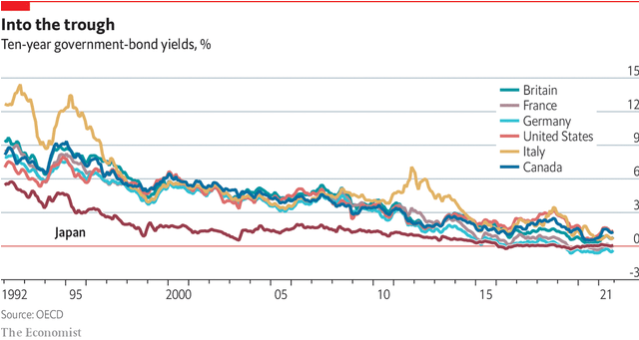 Into the trough
Ten-year government-bond yields, %
15
12
9
6
3
0
-3
Britain
France
Germany
United States
Italy
Canada
Japan
1992 95 2000 05 10 15 21
Source: OECD
The Economist